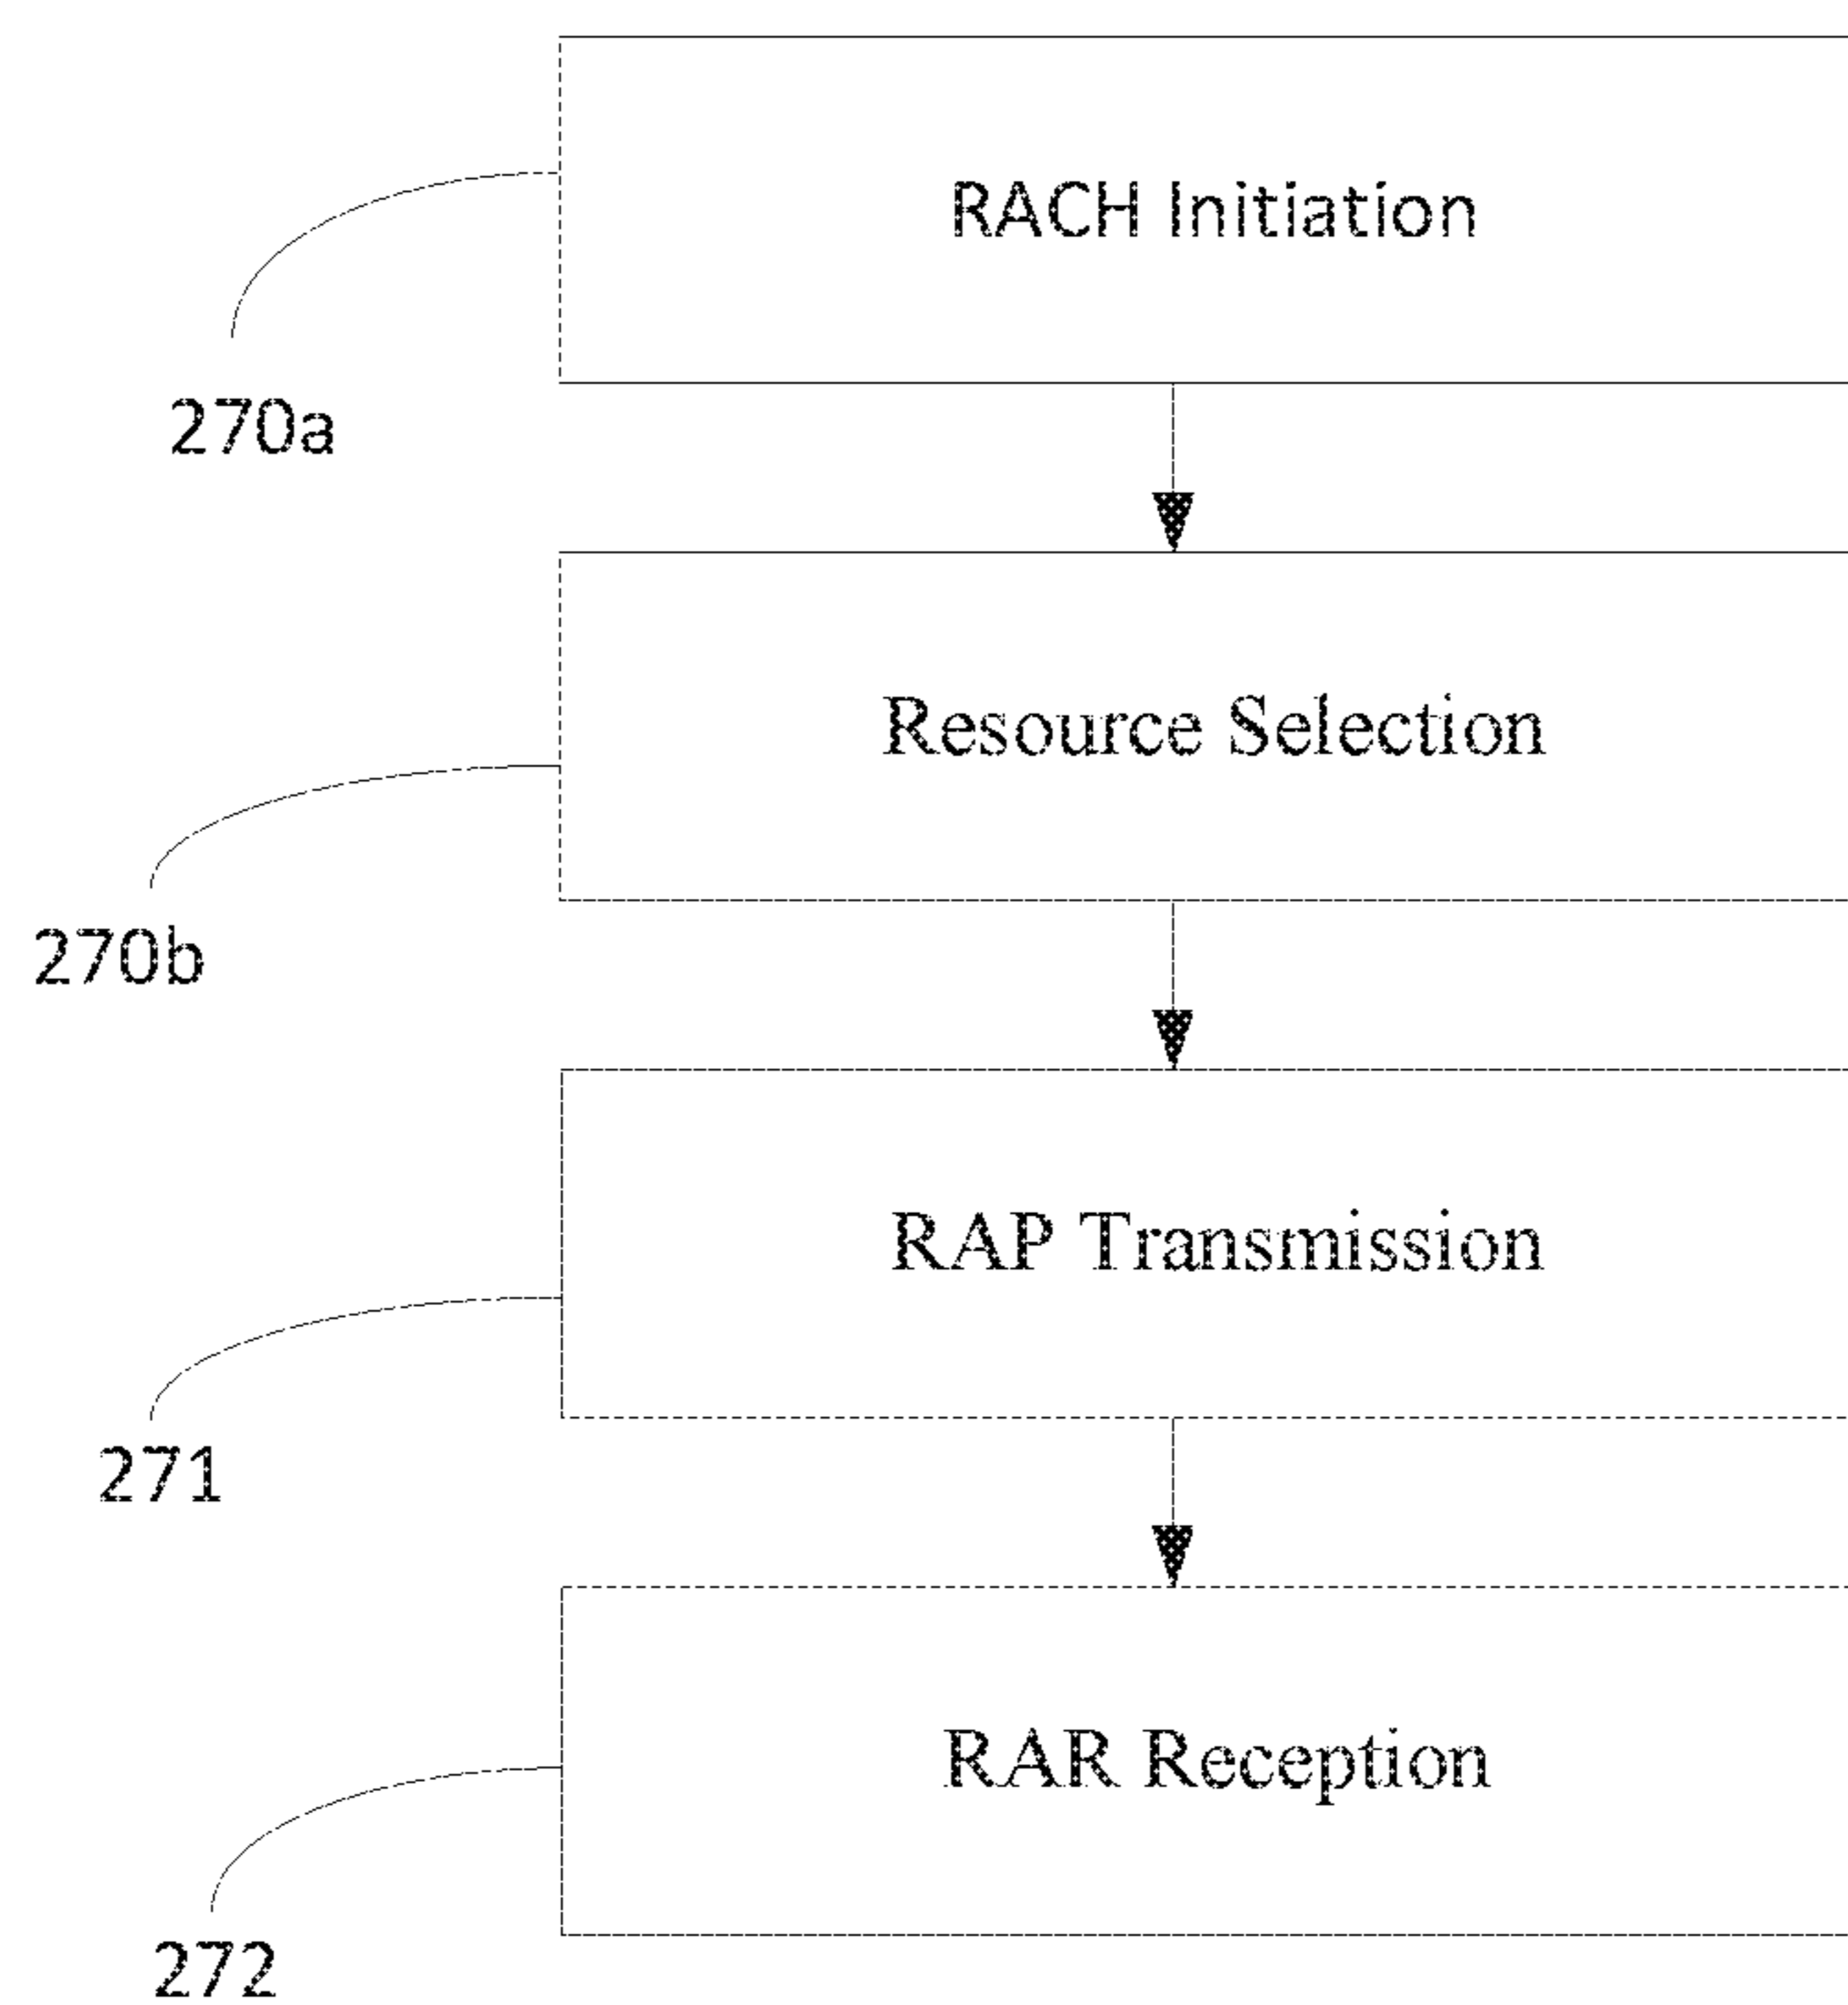 RACH Initiation
270a
Resource Selection
270b
RAP Transmission
271
RAR Reception
272